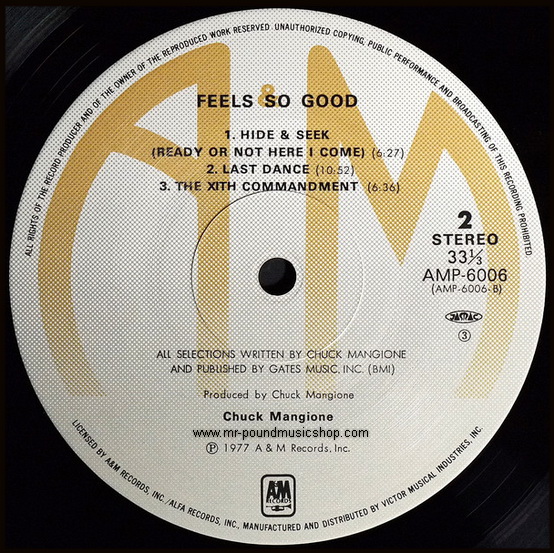 ALL RIGHTS OF THE RECORD PRODUCER AND OF THE OWNER OF THE REPRODUCED WORK RESERVED. UNAUTHORIZED COPYING, PUBLIC PERFORMANCE AND BROADCASTING OF THIS RECORDING PROHIBITED.
A&M
FEELS SO GOOD
1. HIDE & SEEK
(READY OR NOT HERE I COME) (6:27)
2. LAST DANCE (10:52)
3. THE XITH COMMANDMENT (6:36)
2
STEREO
33⅓
AMP-6006
(AMP-6006-B)
JASRAC
③
ALL SELECTIONS WRITTEN BY CHUCK MANGIONE
AND PUBLISHED BY GATES MUSIC, INC. (BMI)
Produced by Chuck Mangione
Chuck Mangione
www.mr-poundmusicshop.com
Ⓟ 1977 A & M Records, Inc.
A&M
RECORDS
LICENSED BY A&M RECORDS, INC./ALFA RECORDS, INC., MANUFACTURED AND DISTRIBUTED BY VICTOR MUSICAL INDUSTRIES, INC.